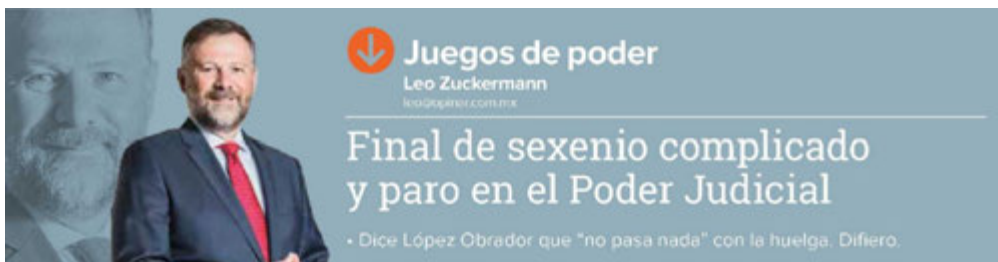 Juegos de poder
Leo Zuckermann
leo@opinar.com.mx
Final de sexenio complicado
y paro en el Poder Judicial
• Dice López Obrador que “no pasa nada” con la huelga. Difiero.